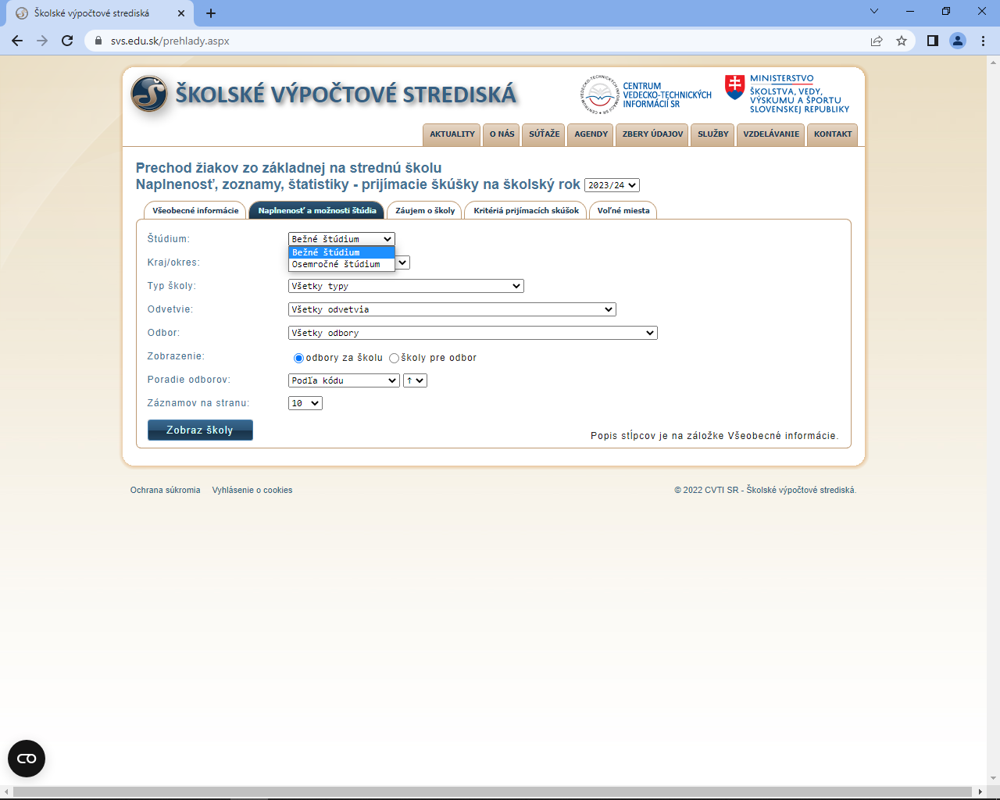 Školské výpočtové strediská
svs.edu.sk/prehlady.aspx
ŠKOLSKÉ VÝPOČTOVÉ STREDISKÁ
CENTRUM
VEDECKO-TECHNICKÝCH
INFORMÁCIÍ SR
MINISTERSTVO
ŠKOLSTVA, VEDY,
VÝSKUMU A ŠPORTU
SLOVENSKEJ REPUBLIKY
AKTUALITY O NÁS SÚŤAŽE AGENDY ZBERY ÚDAJOV SLUŽBY VZDELÁVANIE KONTAKT
Prechod žiakov zo základnej na strednú školu
Naplnenosť, zoznamy, štatistiky - prijímacie škúšky na školský rok 2023/24
Všeobecné informácie Naplnenosť a možnosti štúdia Záujem o školy Kritériá prijímacích skúšok Voľné miesta
Štúdium: Bežné štúdium
Bežné štúdium
Osemročné štúdium
Kraj/okres:
Typ školy: Všetky typy
Odvetvie: Všetky odvetvia
Odbor: Všetky odbory
Zobrazenie: odbory za školu školy pre odbor
Poradie odborov: Podľa kódu ↑
Záznamov na stranu: 10
Zobraz školy
Popis stĺpcov je na záložke Všeobecné informácie.
Ochrana súkromia Vyhlásenie o cookies
© 2022 CVTI SR - Školské výpočtové strediská.